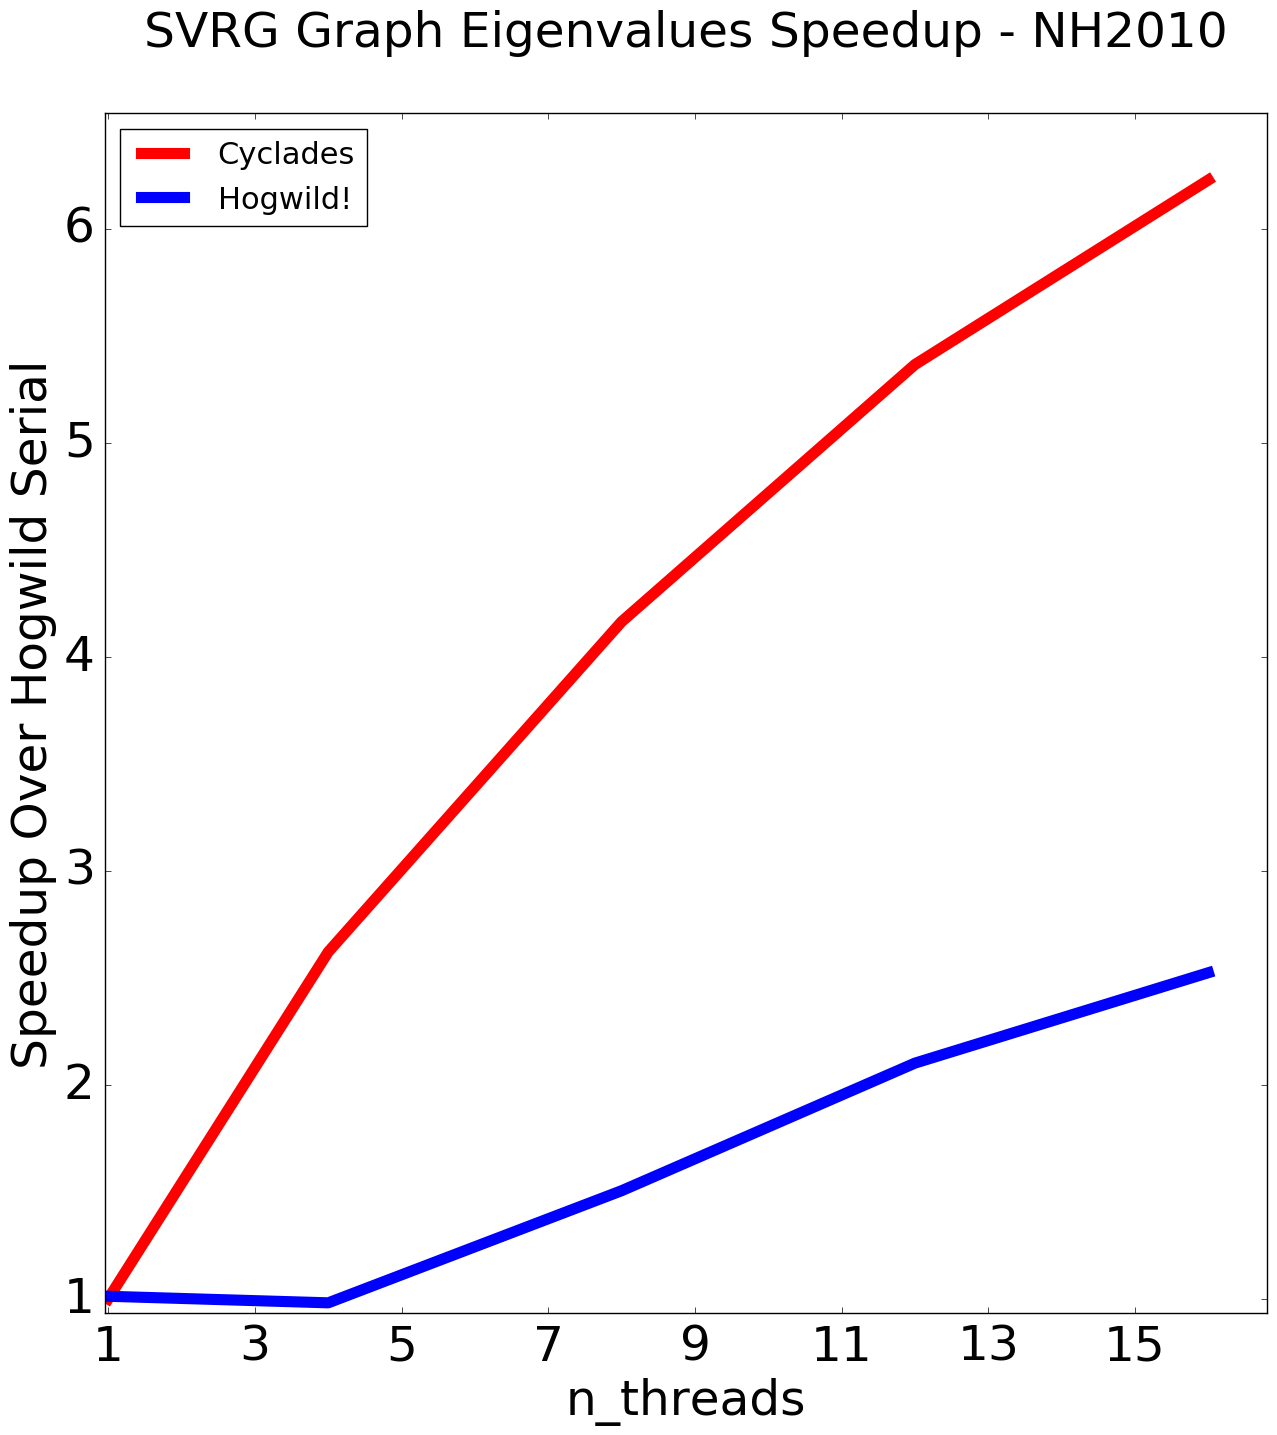 SVRG Graph Eigenvalues Speedup - NH2010
Cyclades
Hogwild!
Speedup Over Hogwild Serial
6
5
4
3
2
1
1 3 5 7 9 11 13 15
n_threads